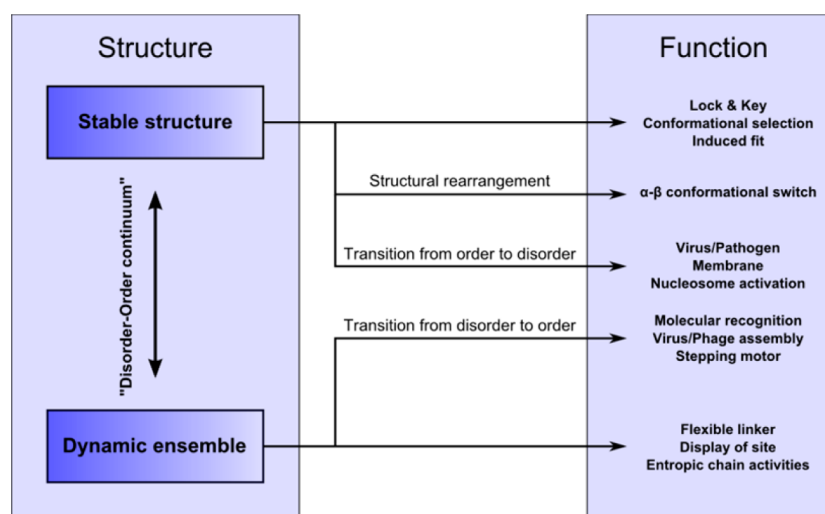 Structure
Function
Stable structure
Lock & Key
Conformational selection
Induced fit
Structural rearrangement
α-β conformational switch
"Disorder-Order continuum"
Transition from order to disorder
Virus/Pathogen
Membrane
Nucleosome activation
Transition from disorder to order
Molecular recognition
Virus/Phage assembly
Stepping motor
Dynamic ensemble
Flexible linker
Display of site
Entropic chain activities